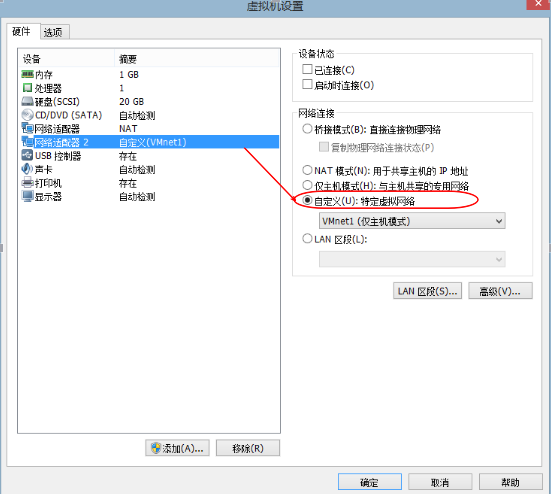 虚拟机设置
硬件 选项
设备 摘要
内存 1 GB
处理器 1
硬盘(SCSI) 20 GB
CD/DVD (SATA) 自动检测
网络适配器 NAT
网络适配器 2 自定义(VMnet1)
USB 控制器 存在
声卡 自动检测
打印机 存在
显示器 自动检测
添加(A)... 移除(R)
设备状态
已连接(C)
启动时连接(O)
网络连接
桥接模式(B): 直接连接物理网络
复制物理网络连接状态(P)
NAT 模式(N): 用于共享主机的 IP 地址
仅主机模式(H): 与主机共享的专用网络
自定义(U): 特定虚拟网络
VMnet1 (仅主机模式)
LAN 区段(L):
LAN 区段(S)... 高级(V)...
确定 取消 帮助